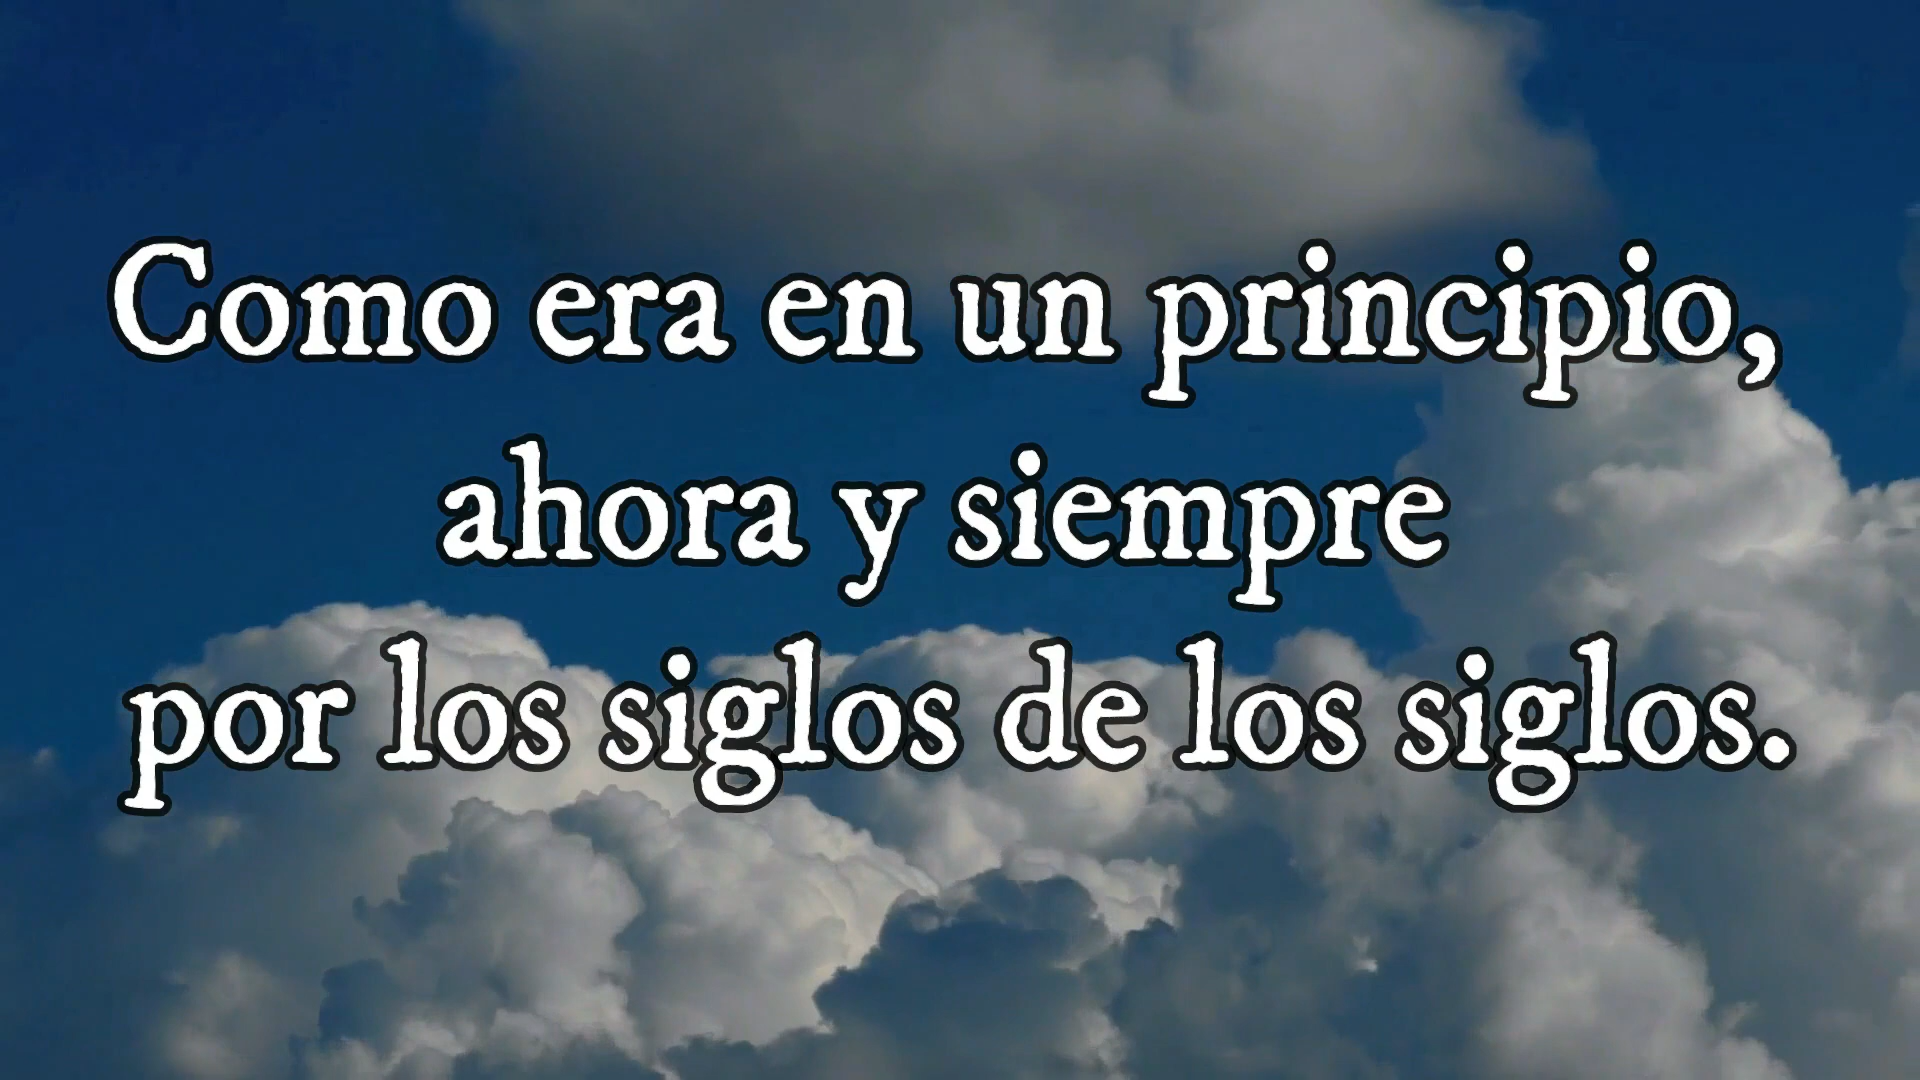 Como era en un principio,
ahora y siempre
por los siglos de los siglos.